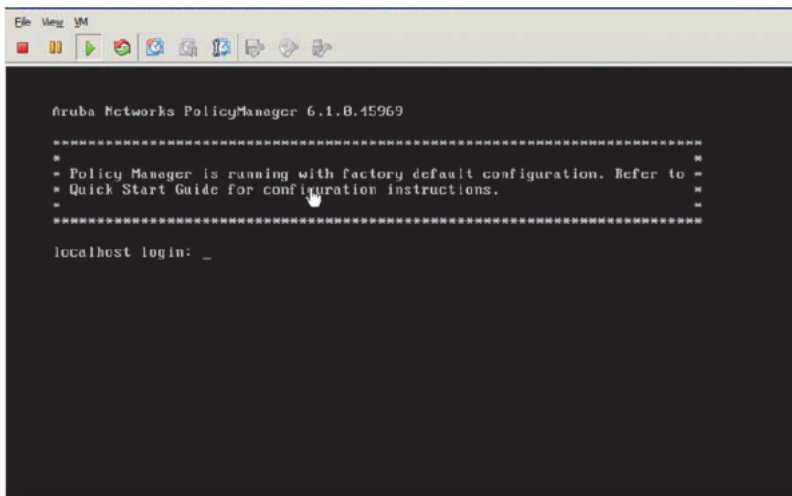 File View VM
Aruba Networks PolicyManager 6.1.0.45969
*************************************************************************
* *
* Policy Manager is running with factory default configuration. Refer to *
* Quick Start Guide for configuration instructions. *
* *
*************************************************************************
localhost login: _